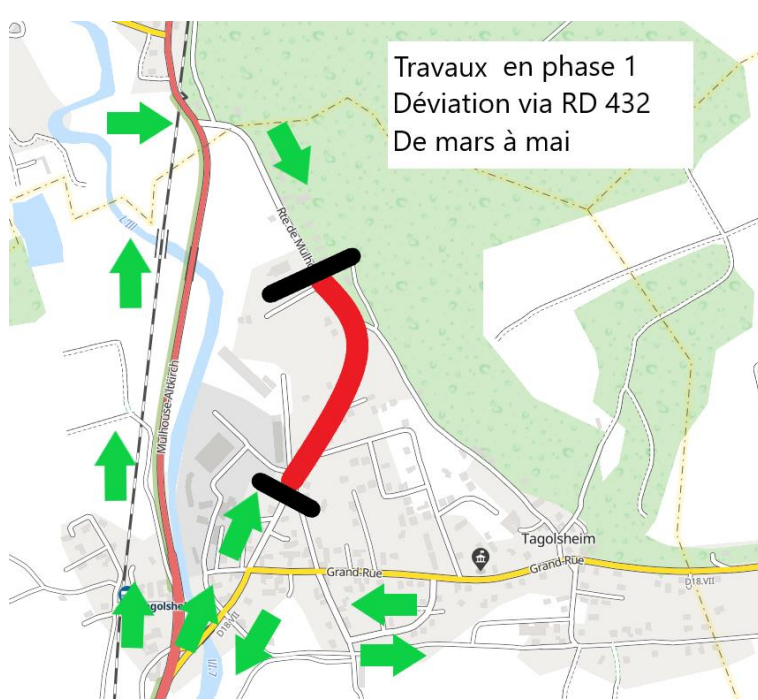 Travaux en phase 1
Déviation via RD 432
De mars à mai
L'Ill
Rte de Mulh
Mulhouse-Altkirch
Tagolsheim
Grand-Rue
Grand-Rue
D18.VII
golshe
D18.VII